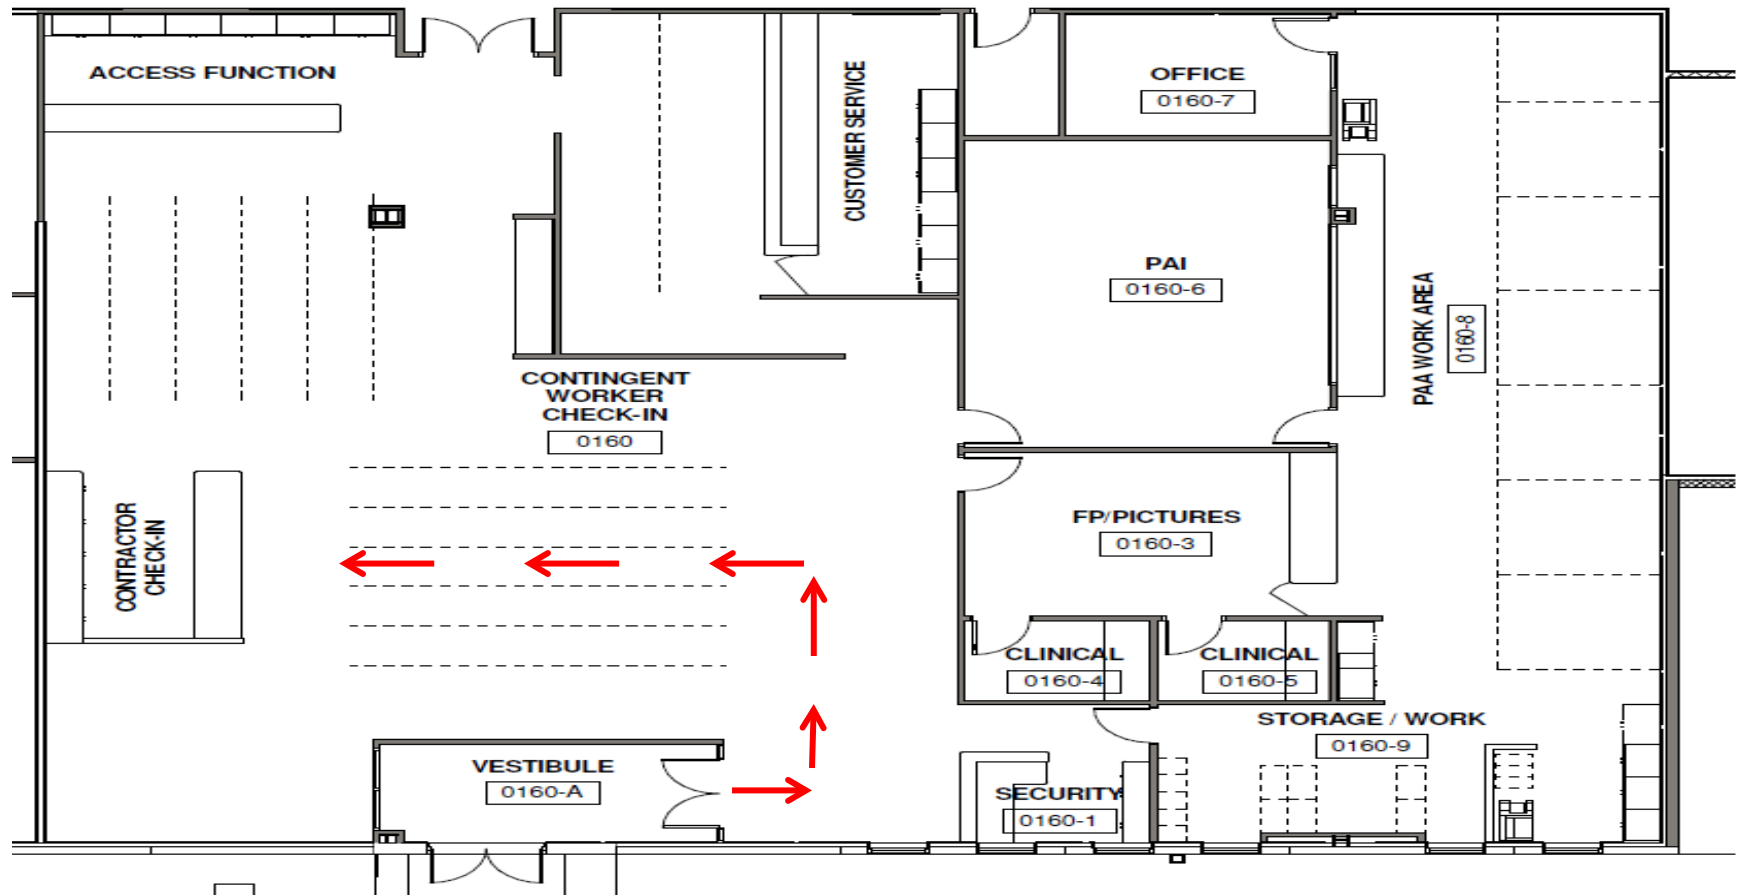 ACCESS FUNCTION
CUSTOMER SERVICE
OFFICE
0160-7
PAI
0160-6
PAA WORK AREA
0160-8
CONTINGENT
WORKER
CHECK-IN
0160
CONTRACTOR
CHECK-IN
FP/PICTURES
0160-3
CLINICAL
0160-4
CLINICAL
0160-5
STORAGE / WORK
0160-9
VESTIBULE
0160-A
SECURITY
0160-1